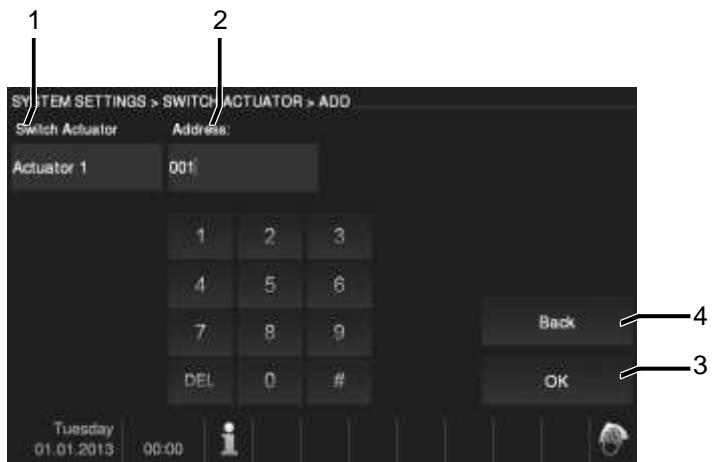 1 2
SYSTEM SETTINGS > SWITCH ACTUATOR > ADD
Switch Actuator Address:
Actuator 1 001
1 2 3
4 5 6
7 8 9
DEL 0 #
Back 4
OK 3
Tuesday
01.01.2013 00:00 i